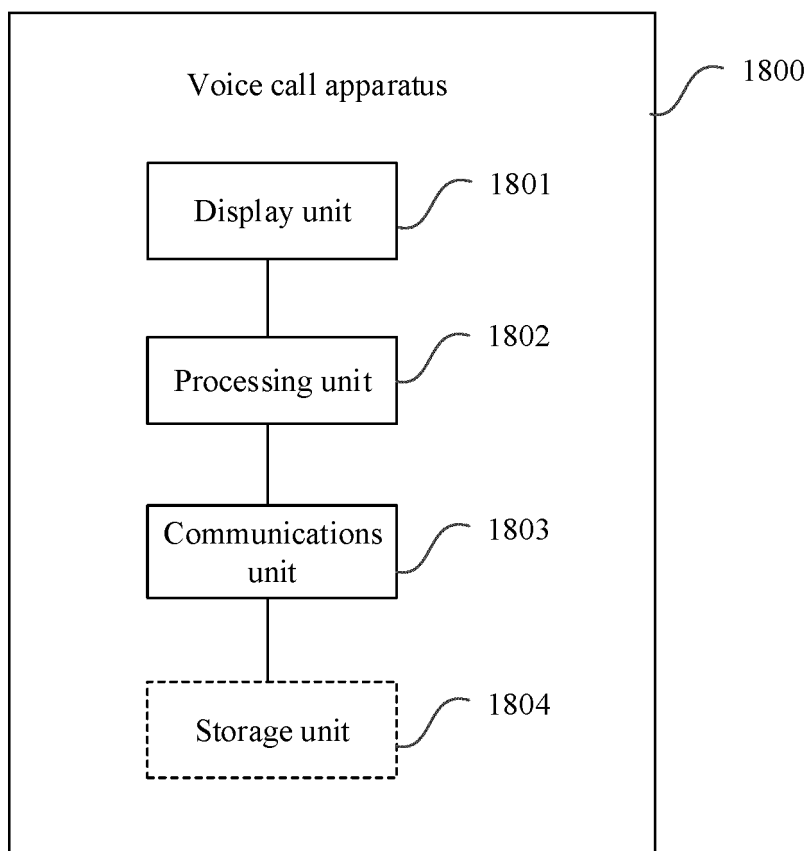 Voice call apparatus
1800
Display unit
1801
Processing unit
1802
Communications
unit
1803
Storage unit
1804